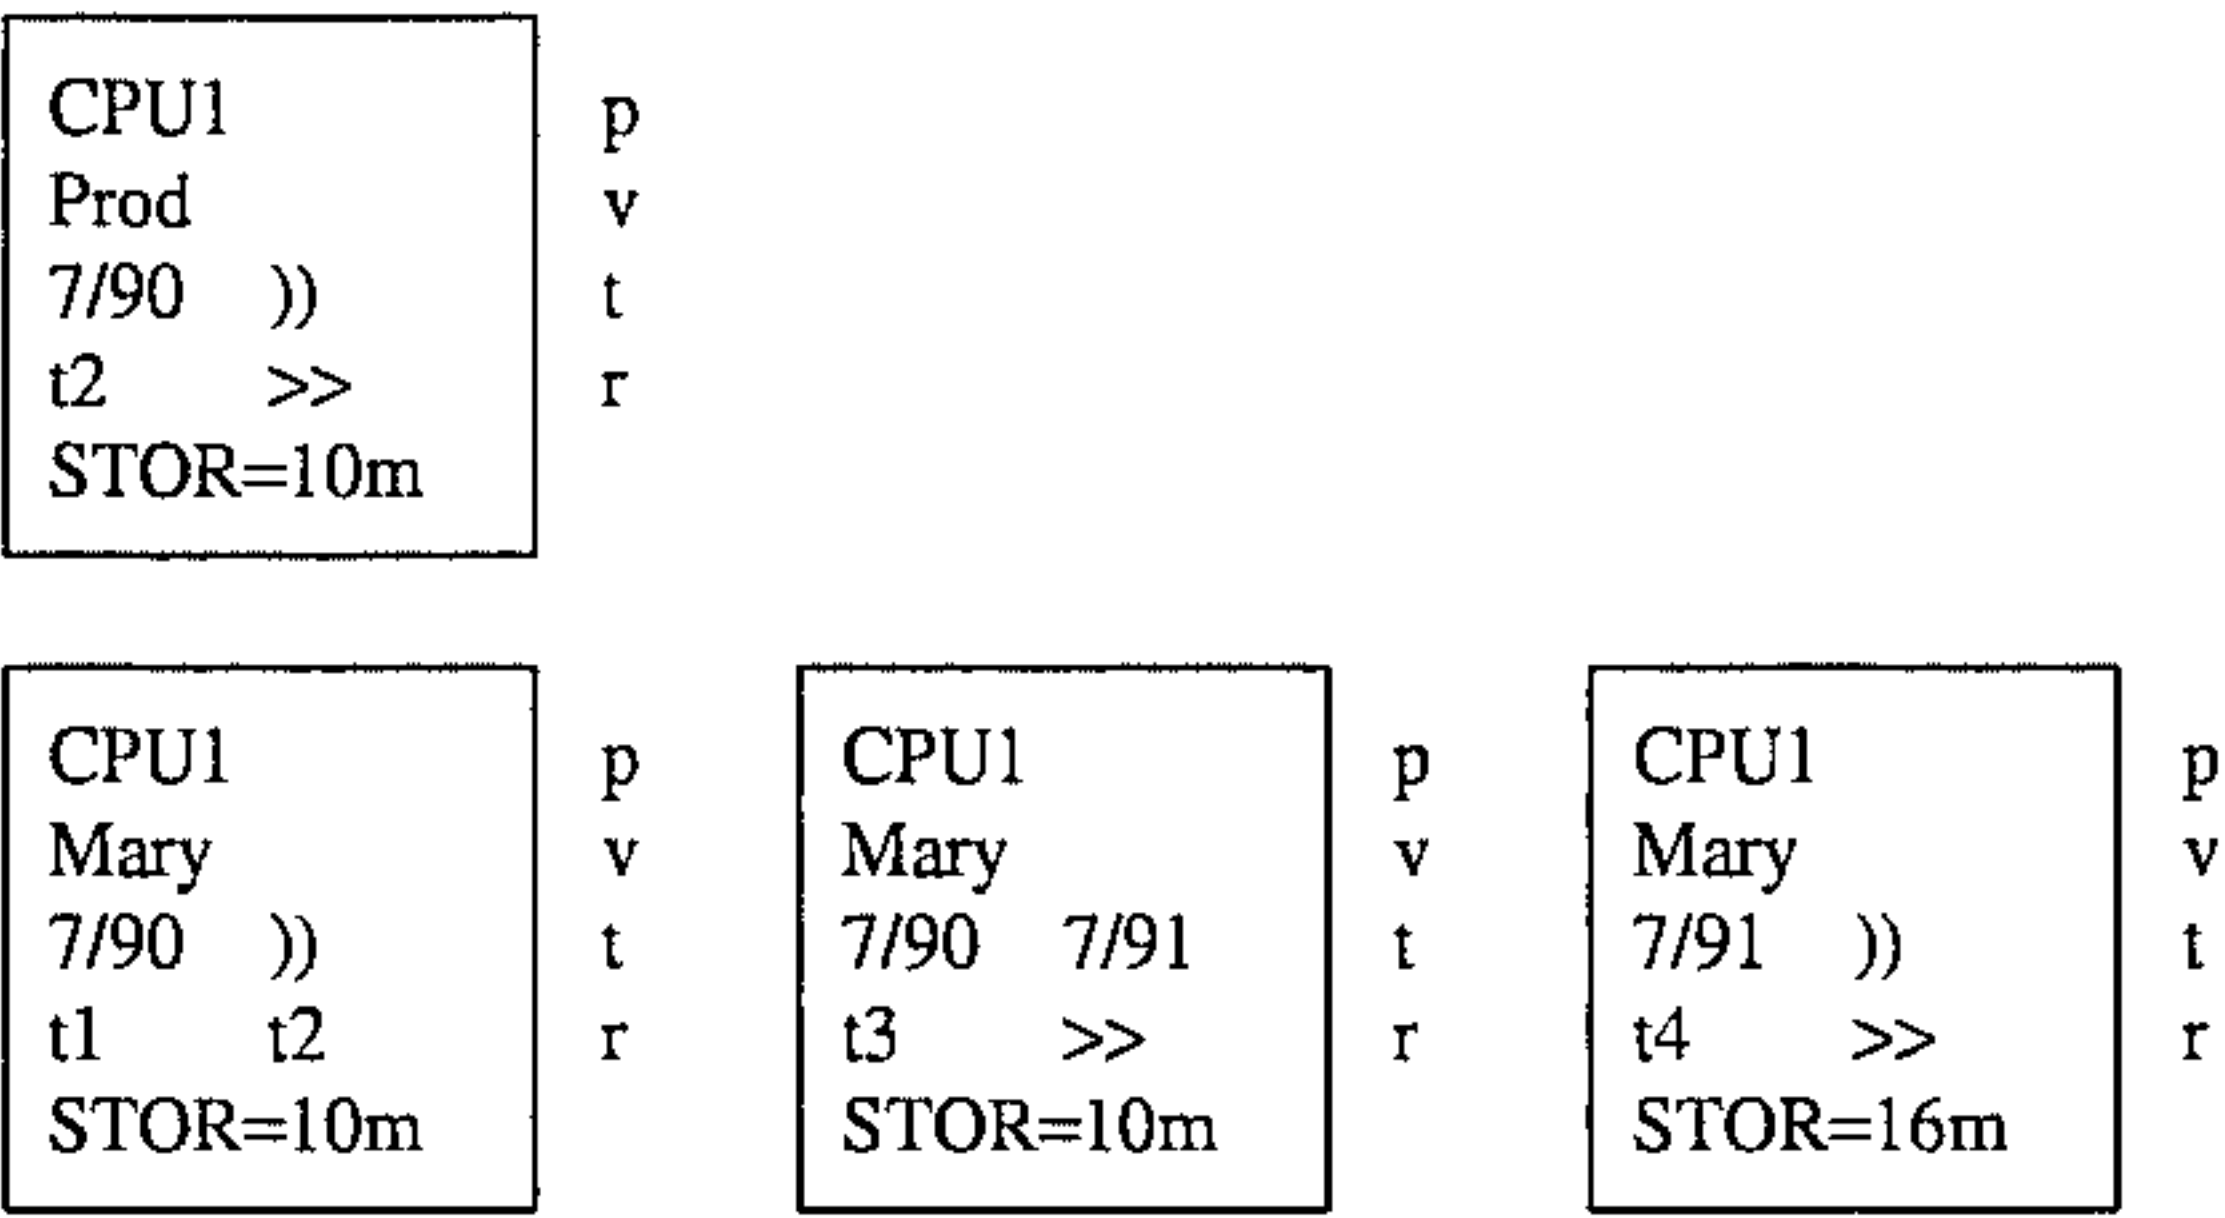 CPU1 p
Prod v
7/90 )) t
t2 >> r
STOR=10m
CPU1 p CPU1 p CPU1 p
Mary v Mary v Mary v
7/90 )) t 7/90 7/91 t 7/91 )) t
t1 t2 r t3 >> r t4 >> r
STOR=10m STOR=10m STOR=16m